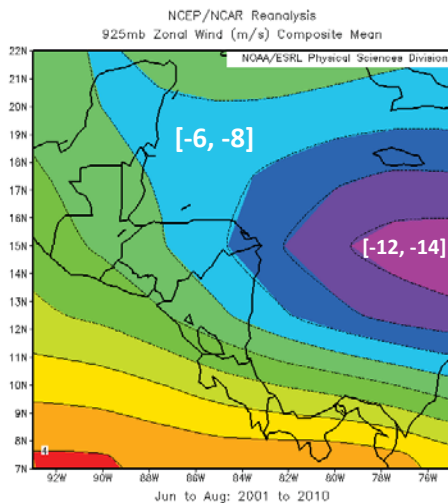 NCEP/NCAR Reanalysis
925mb Zonal Wind (m/s) Composite Mean
NOAA/ESRL Physical Sciences Division
22N
21N
20N
19N
18N
17N
16N
15N
14N
13N
12N
11N
10N
9N
8N
7N
[-6, -8]
[-12, -14]
4
92W 90W 88W 86W 84W 82W 80W 78W 76W
Jun to Aug: 2001 to 2010